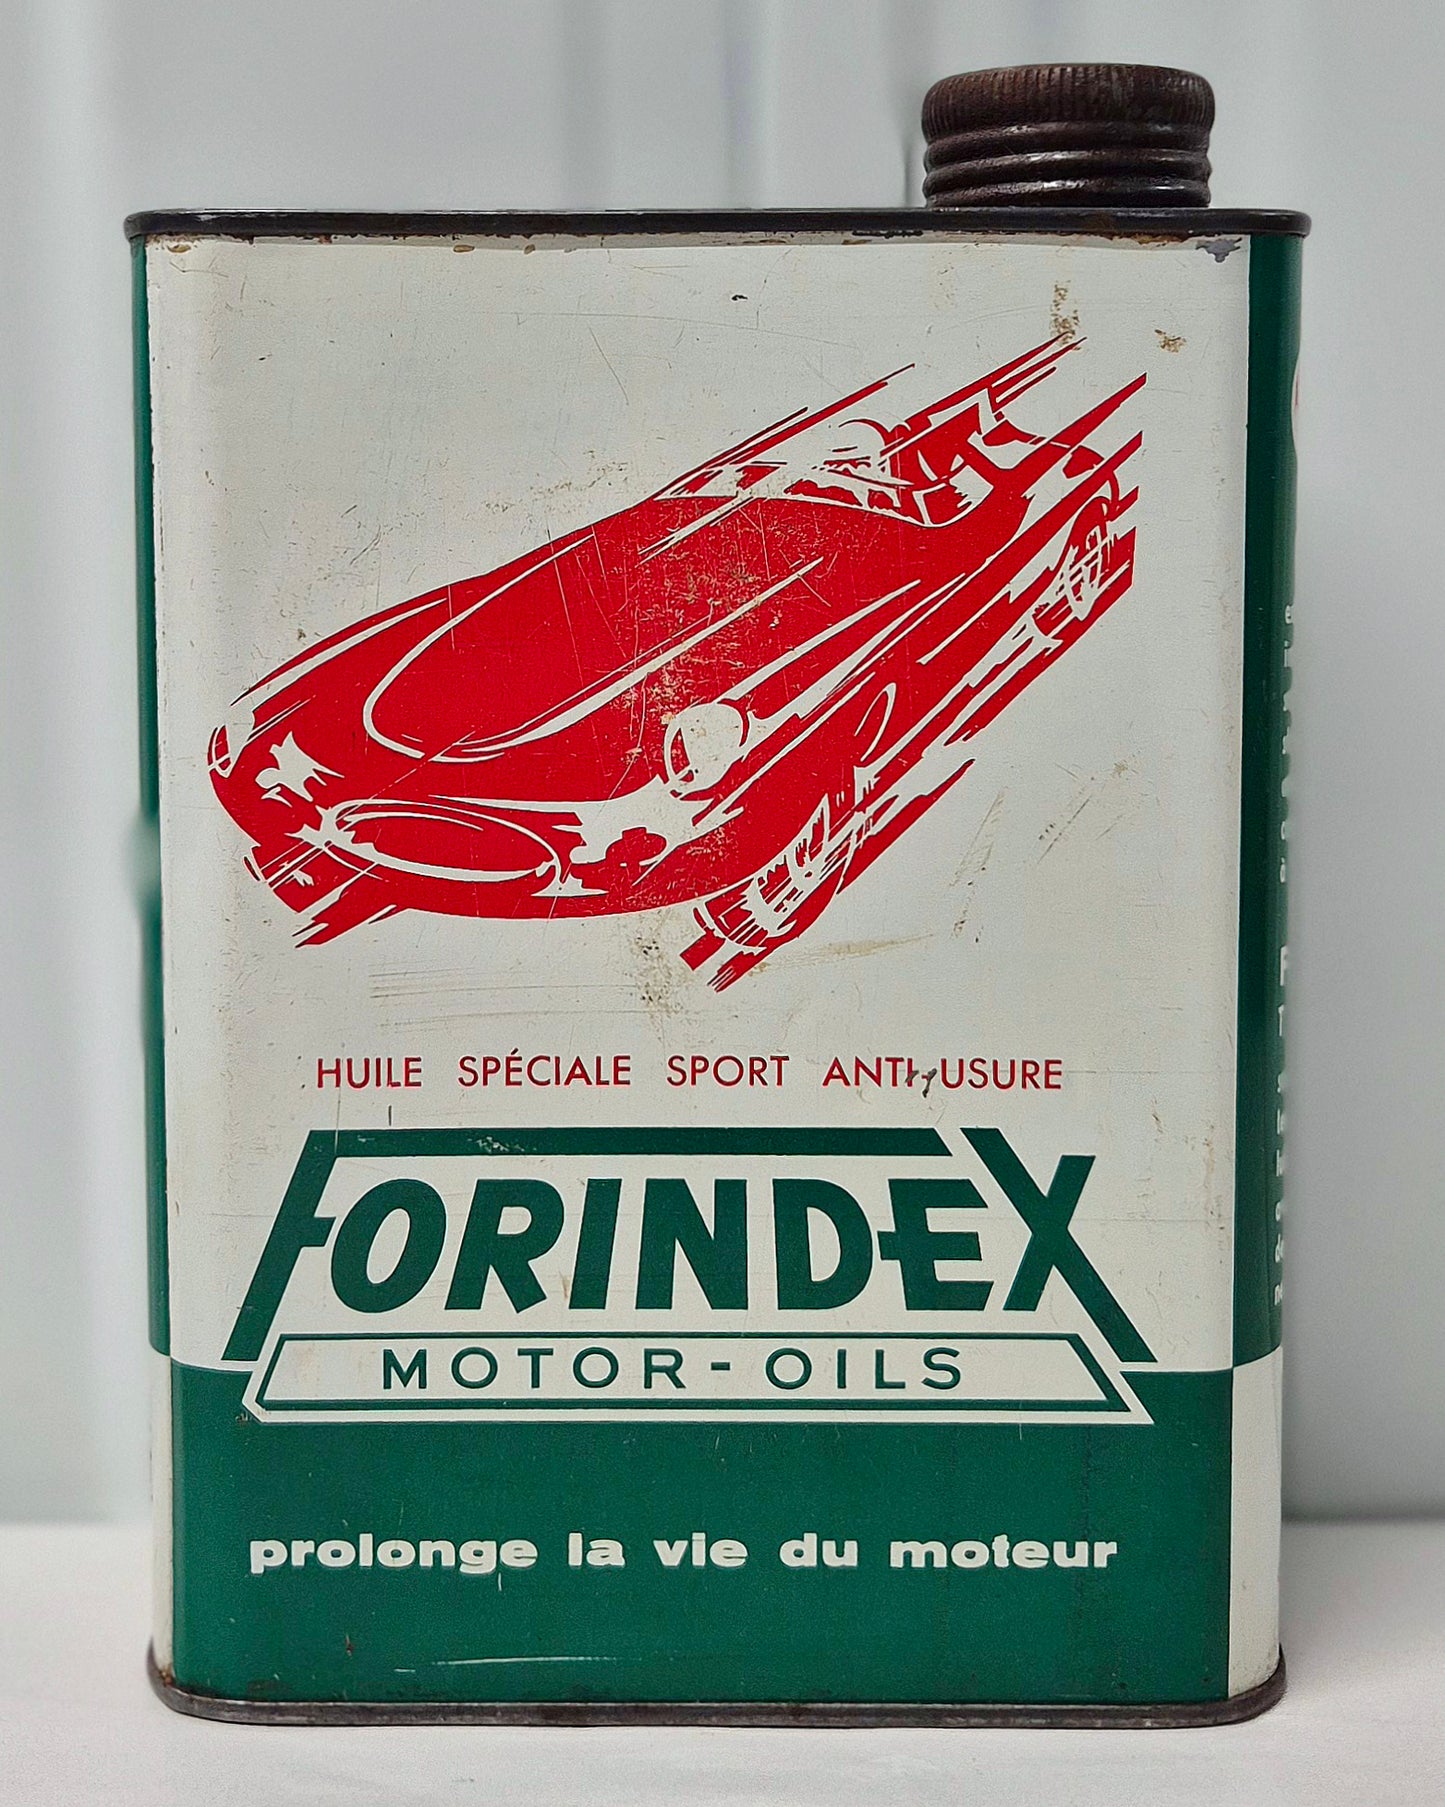 HUILE SPÉCIALE SPORT ANTI-USURE
FORINDEX
MOTOR-OILS
prolonge la vie du moteur